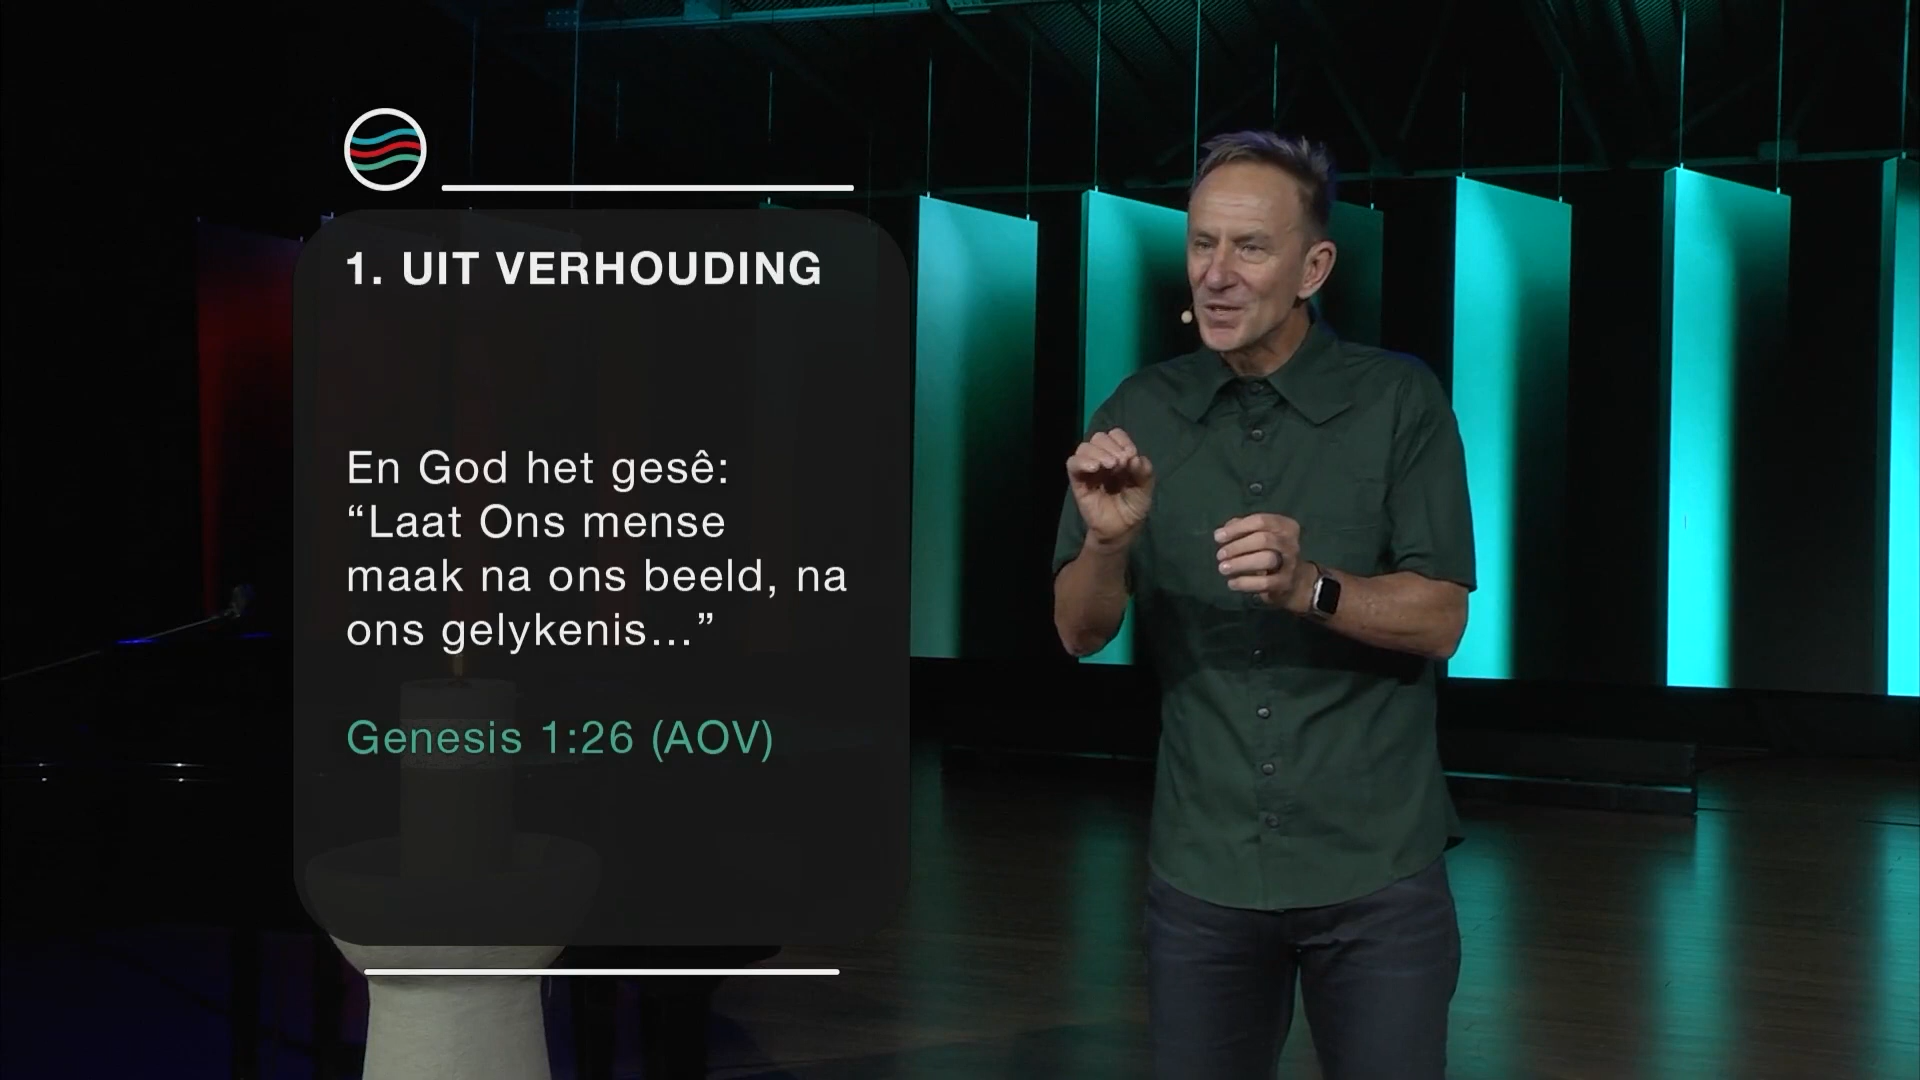 1. UIT VERHOUDING
En God het gesê:
“Laat Ons mense
maak na ons beeld, na
ons gelykenis...”
Genesis 1:26 (AOV)